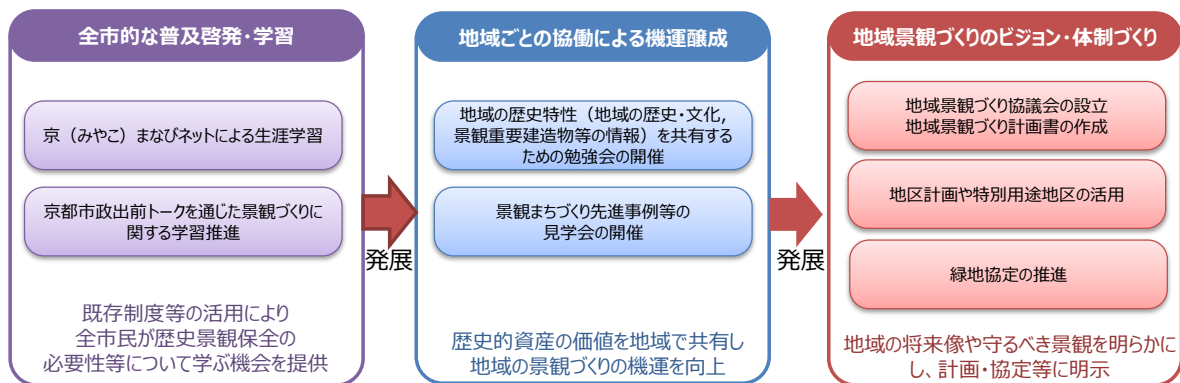 全市的な普及啓発・学習
京（みやこ）まなびネットによる生涯学習
京都市政出前トークを通じた景観づくりに
関する学習推進
既存制度等の活用により
全市民が歴史景観保全の
必要性等について学ぶ機会を提供
発展
地域ごとの協働による機運醸成
地域の歴史特性（地域の歴史・文化，
景観重要建造物等の情報）を共有する
ための勉強会の開催
景観まちづくり先進事例等の
見学会の開催
歴史的資産の価値を地域で共有し
地域の景観づくりの機運を向上
発展
地域景観づくりのビジョン・体制づくり
地域景観づくり協議会の設立
地域景観づくり計画書の作成
地区計画や特別用途地区の活用
緑地協定の推進
地域の将来像や守るべき景観を明らかに
し、計画・協定等に明示